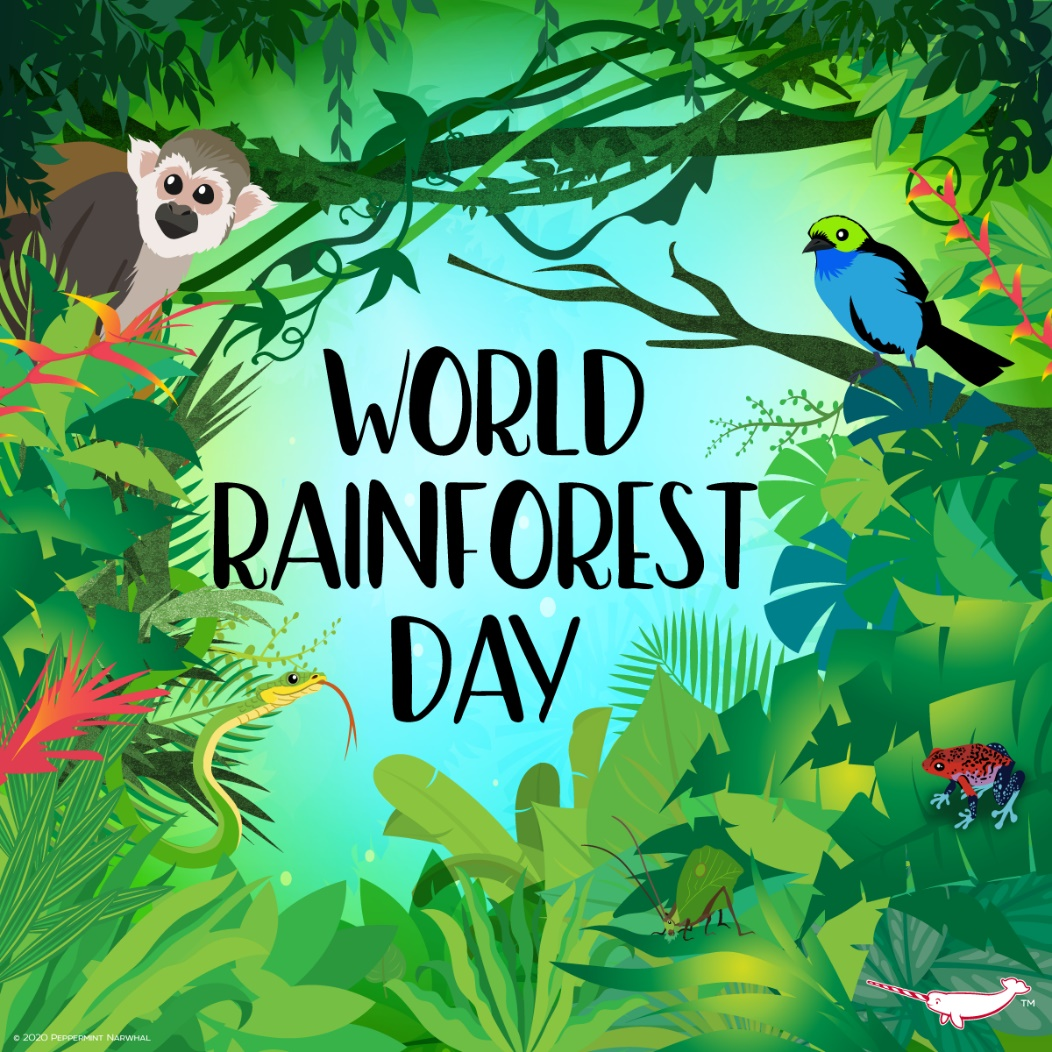 WORLD
RAINFOREST
DAY
TM
© 2020 PEPPERMINT NARWHAL